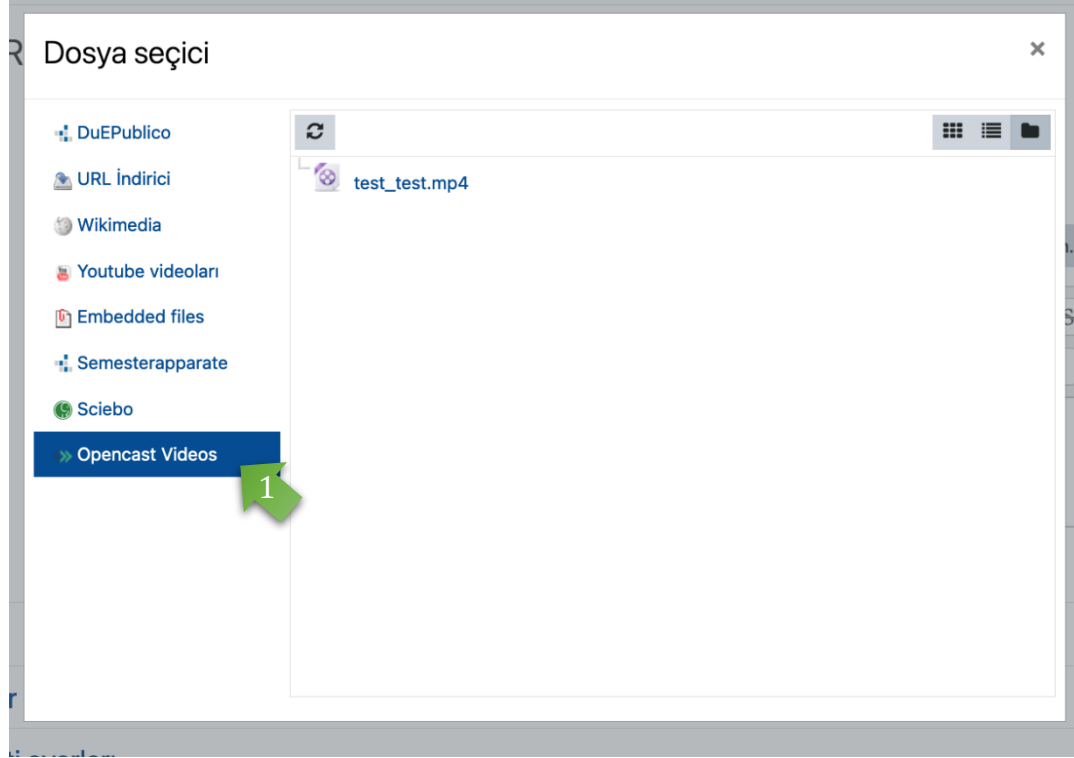 Dosya seçici
DuEPublico
URL İndirici
Wikimedia
Youtube videoları
Embedded files
Semesterapparate
Sciebo
Opencast Videos
1
test_test.mp4